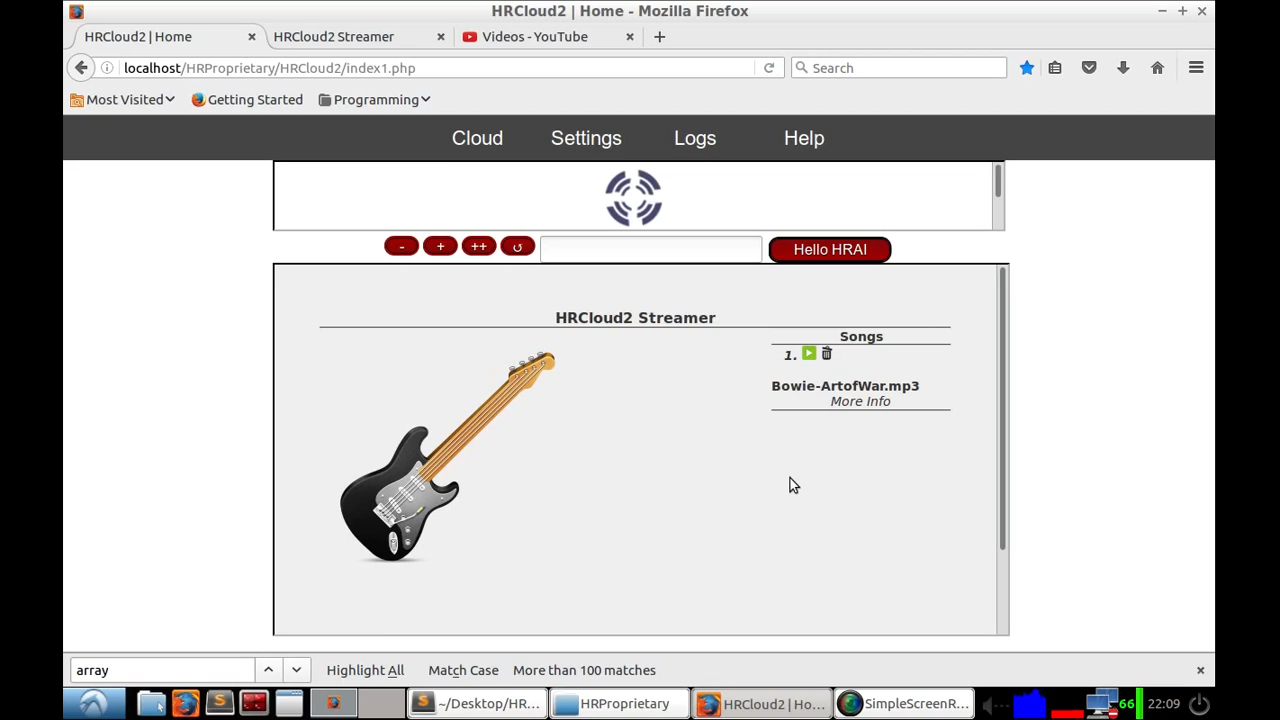 HRCloud2 | Home - Mozilla Firefox
HRCloud2 | Home
HRCloud2 Streamer
Videos - YouTube
localhost/HRProprietary/HRCloud2/index1.php
Search
Most Visited
Getting Started
Programming
Cloud
Settings
Logs
Help
- + ++ ↺
Hello HRAI
HRCloud2 Streamer
Songs
1.
Bowie-ArtofWar.mp3
More Info
array
Highlight All
Match Case
More than 100 matches
~/Desktop/HR...
HRProprietary
HRCloud2 | Ho...
SimpleScreenR...
66
22:09